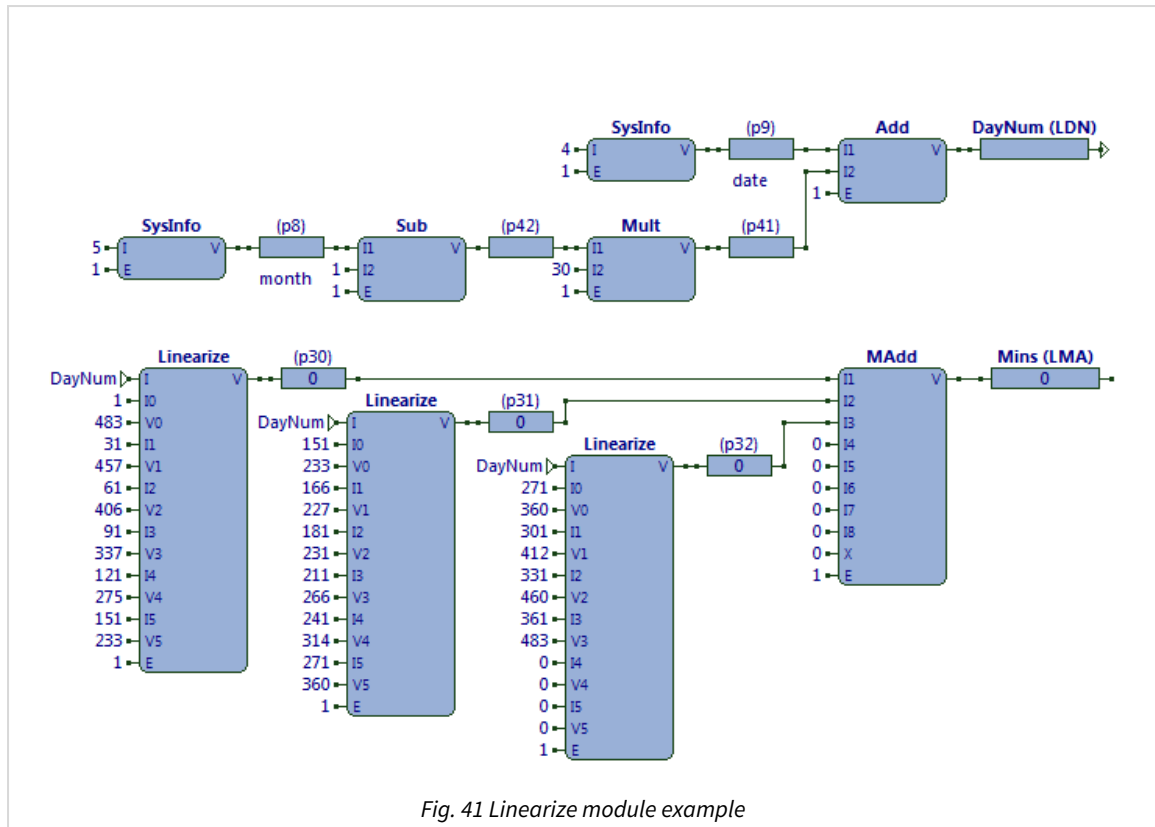 SysInfo (p9) Add DayNum (LDN)
4 I V I1 V
1 E date I2
1 E
SysInfo (p8) Sub (p42) Mult (p41)
5 I V I1 V I1 V
1 E month 1 I2 30 I2
1 E 1 E
Linearize (p30) MAdd Mins (LMA)
DayNum I V 0 I1 V 0
1 I0 Linearize (p31) I2
483 V0 DayNum I V 0 I3
31 I1 151 I0 Linearize (p32) 0 I4
457 V1 233 V0 DayNum I V 0 0 I5
61 I2 166 I1 271 I0 0 I6
406 V2 227 V1 360 V0 0 I7
91 I3 181 I2 301 I1 0 I8
337 V3 231 V2 412 V1 0 X
121 I4 211 I3 331 I2 1 E
275 V4 266 V3 460 V2
151 I5 241 I4 361 I3
233 V5 314 V4 483 V3
1 E 271 I5 0 I4
360 V5 0 V4
1 E 0 I5
0 V5
1 E
Fig. 41 Linearize module example